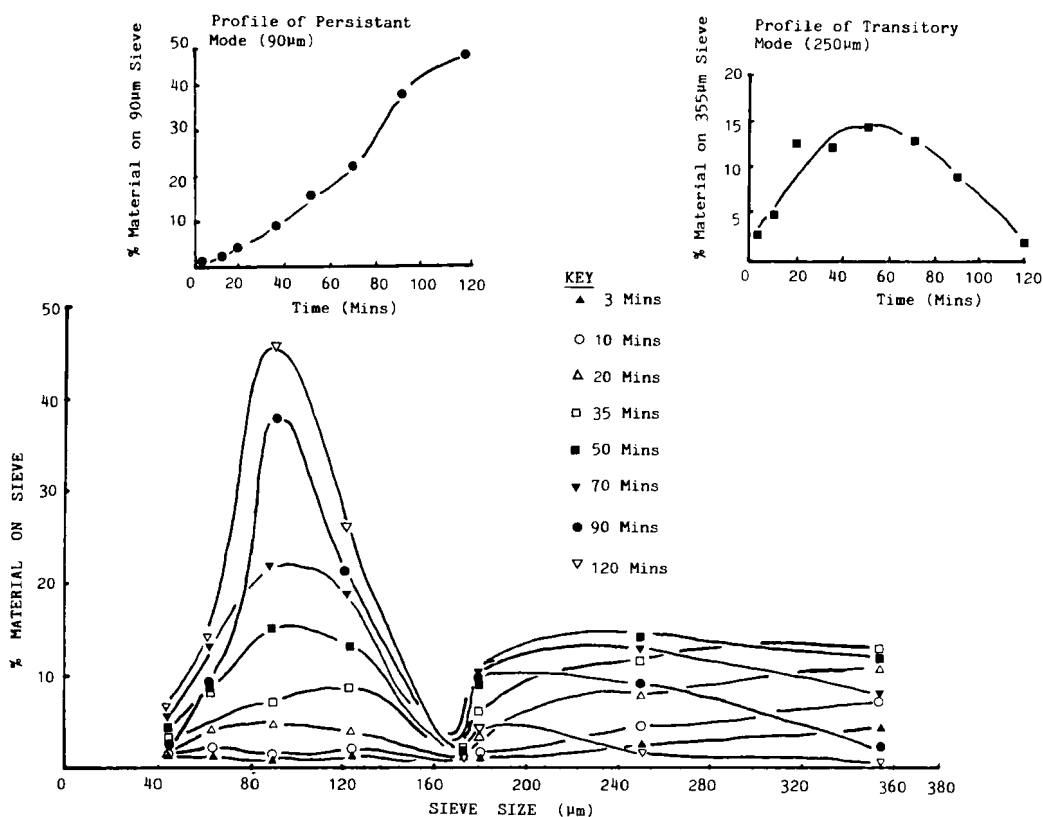 Profile of Persistant
Mode (90µm)
% Material on 90µm Sieve
50
40
30
20
10
0
20
40
60
80
100
120
Time (Mins)
Profile of Transitory
Mode (250µm)
% Material on 355µm Sieve
20
15
10
5
0
20
40
60
80
100
120
Time (Mins)
KEY
3 Mins
10 Mins
20 Mins
35 Mins
50 Mins
70 Mins
90 Mins
120 Mins
% MATERIAL ON SIEVE
50
40
30
20
10
0
40
80
120
160
200
240
280
320
360
380
SIEVE SIZE (µm)